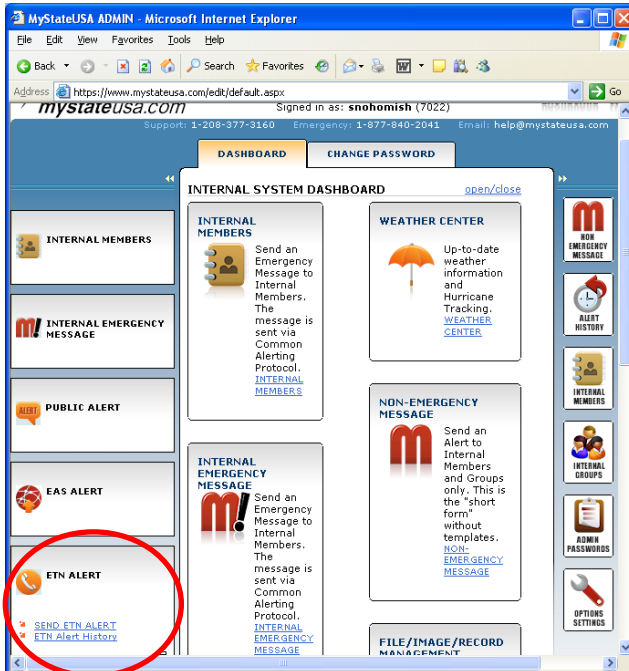 MyStateUSA ADMIN - Microsoft Internet Explorer
File Edit View Favorites Tools Help
Back Search Favorites
Address https://www.mystateusa.com/edit/default.aspx Go
mystateusa.com Signed in as: snohomish (7022)
Support: 1-208-377-3160 Emergency: 1-877-840-2041 Email: help@mystateusa.com
DASHBOARD CHANGE PASSWORD
INTERNAL MEMBERS
INTERNAL EMERGENCY
MESSAGE
PUBLIC ALERT
ALERT
EAS ALERT
ETN ALERT
SEND ETN ALERT
ETN Alert History
INTERNAL SYSTEM DASHBOARD open/close
INTERNAL
MEMBERS
Send an
Emergency
Message to
Internal
Members.
The
message is
sent via
Common
Alerting
Protocol.
INTERNAL
MEMBERS
INTERNAL
EMERGENCY
MESSAGE
Send an
Emergency
Message to
Internal
Members.
The
message is
sent via
Common
Alerting
Protocol.
INTERNAL
EMERGENCY
MESSAGE
WEATHER CENTER
Up-to-date
weather
information
and
Hurricane
Tracking.
WEATHER
CENTER
NON-EMERGENCY
MESSAGE
Send an
Alert to
Internal
Members
and Groups
only. This is
the "short
form"
without
templates.
NON-
EMERGENCY
MESSAGE
FILE/IMAGE/RECORD
MANAGEMENT
NON
EMERGENCY
MESSAGE
ALERT
HISTORY
INTERNAL
MEMBERS
INTERNAL
GROUPS
ADMIN
PASSWORDS
OPTIONS
SETTINGS